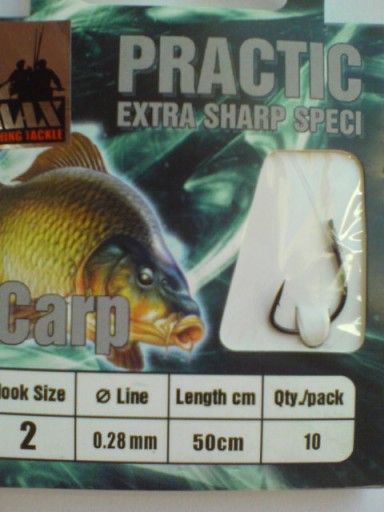 PRACTIC
EXTRA SHARP SPECI
Carp
Hook Size Ø Line Length cm Qty./pack
2 0.28 mm 50cm 10